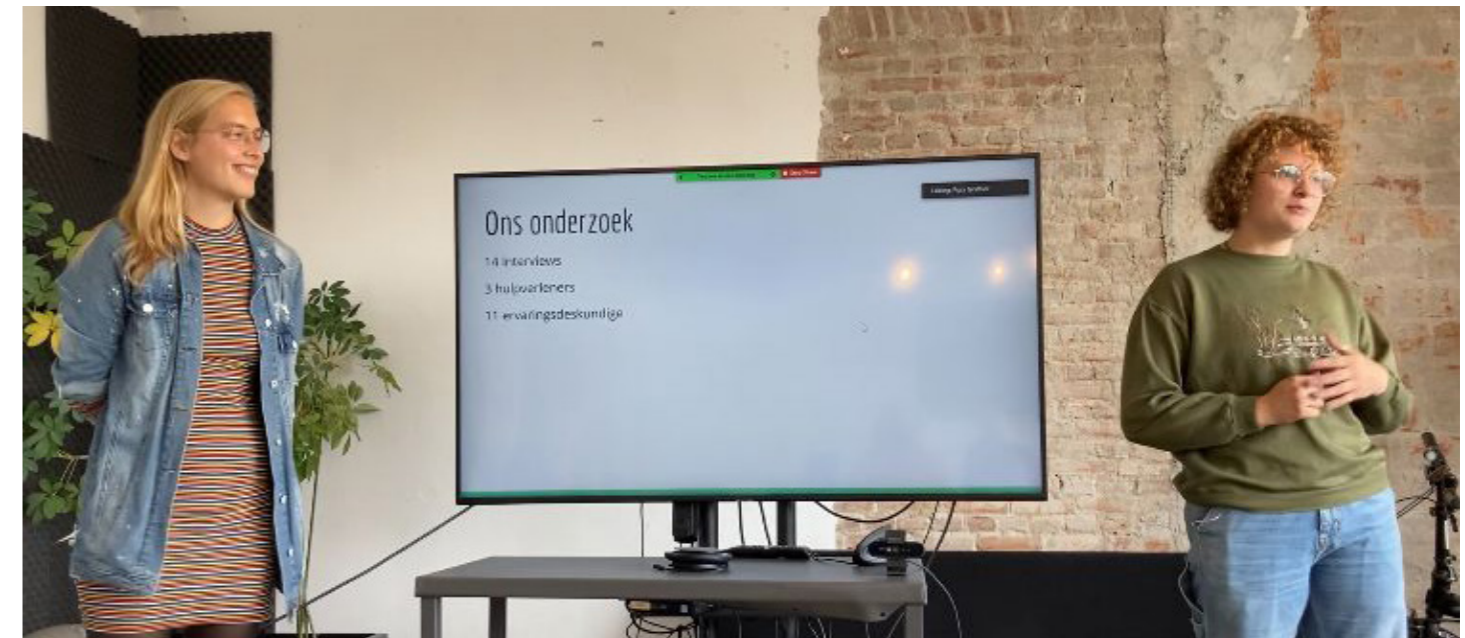 Ons onderzoek
14 interviews
3 hulpverleners
11 ervaringsdeskundige